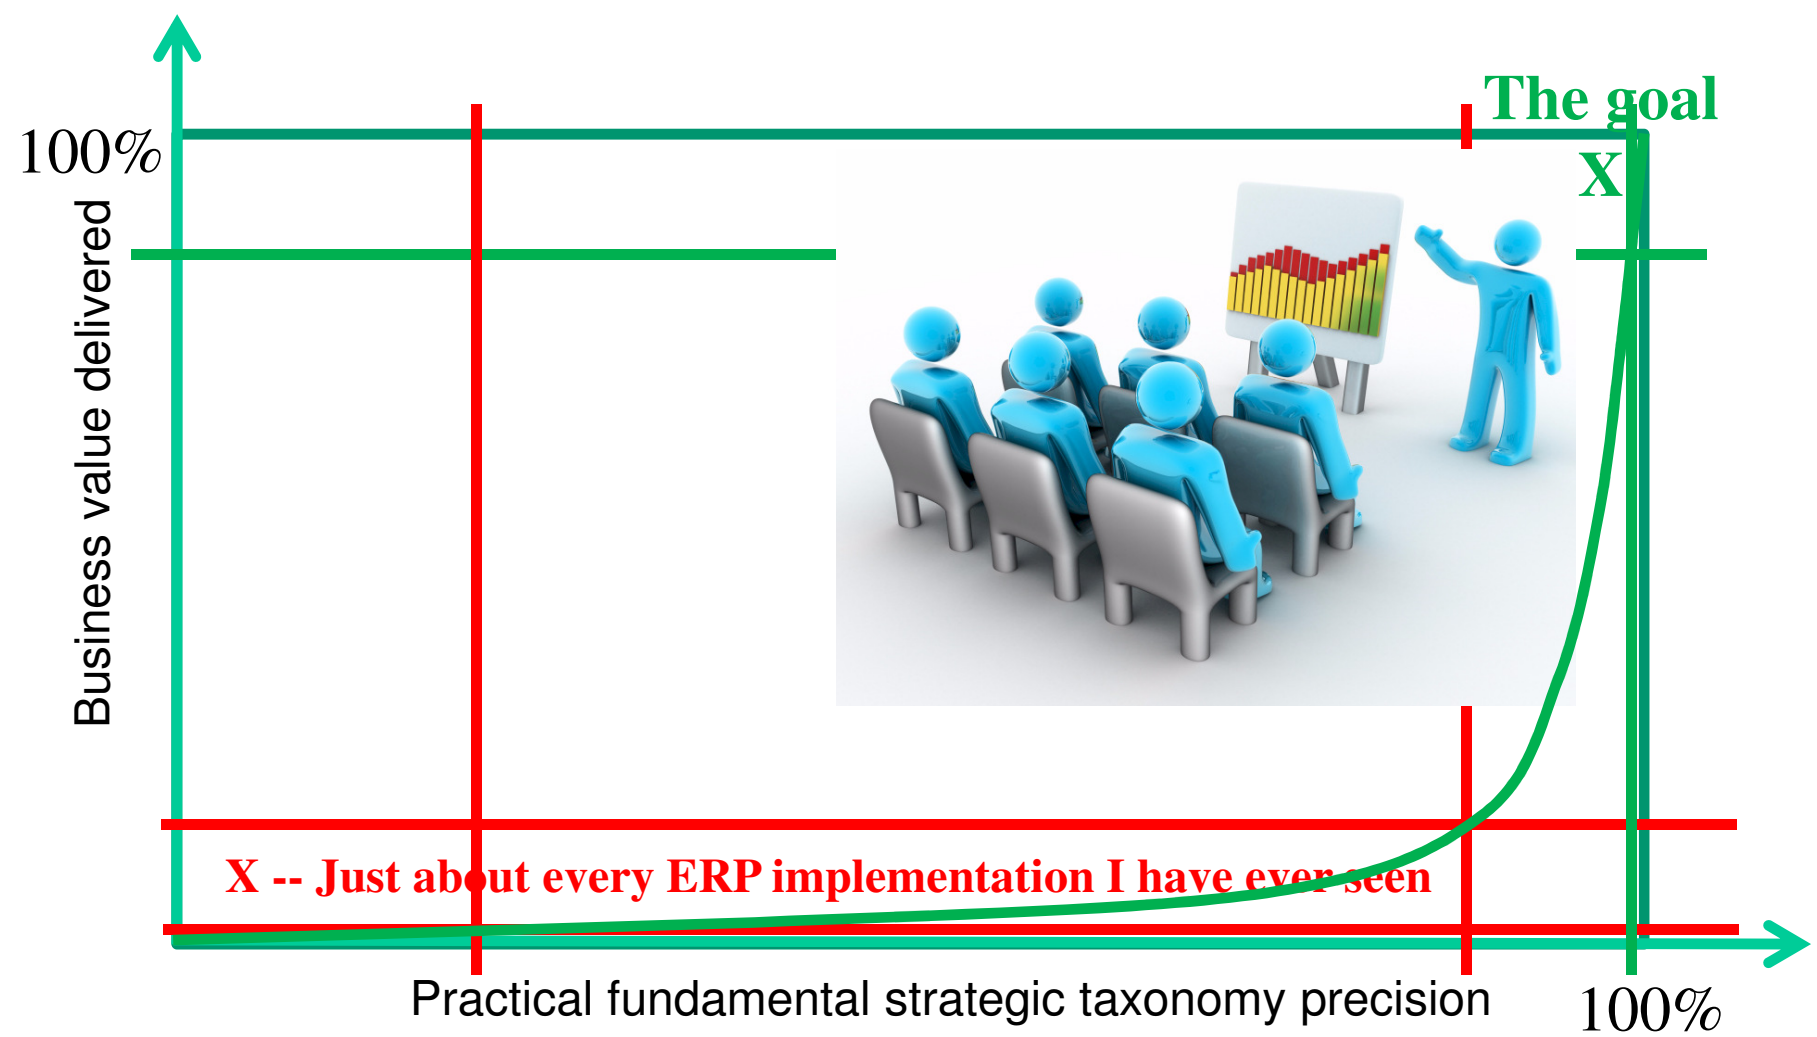 The goal
100%
X
Business value delivered
X -- Just about every ERP implementation I have ever seen
Practical fundamental strategic taxonomy precision
100%